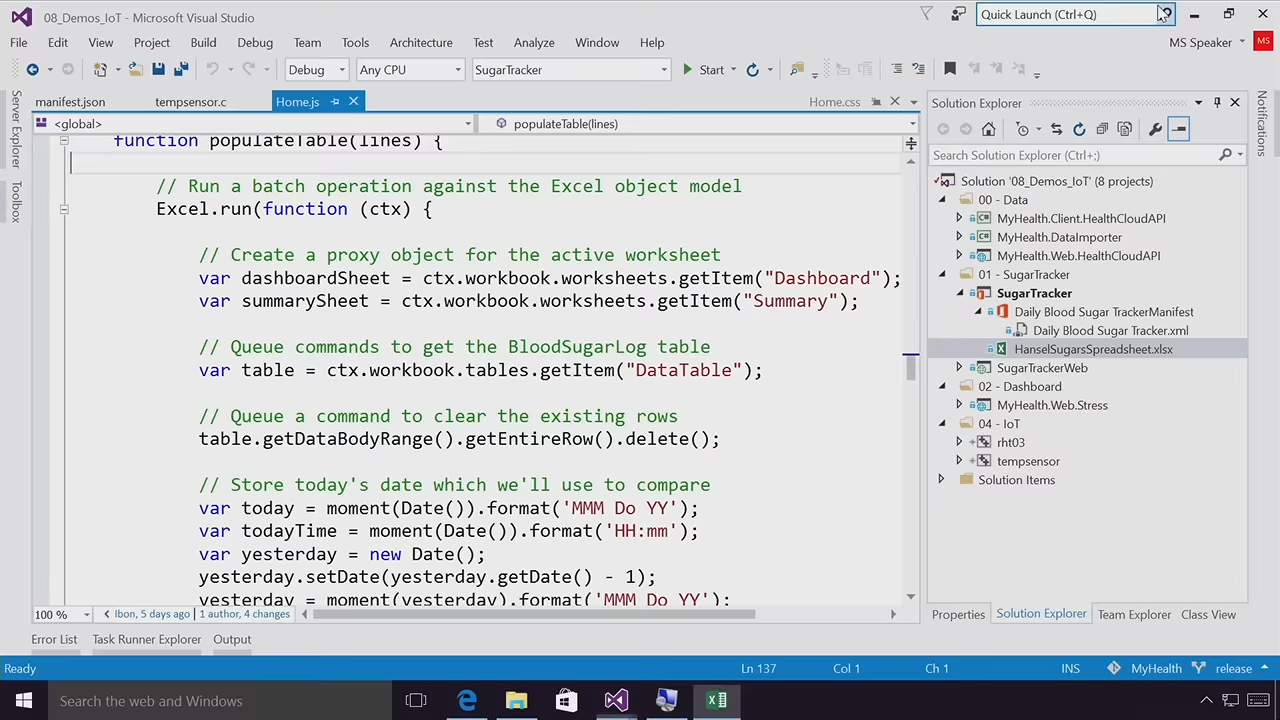 08_Demos_IoT - Microsoft Visual Studio
Quick Launch (Ctrl+Q)
File Edit View Project Build Debug Team Tools Architecture Test Analyze Window Help
MS Speaker MS
Debug Any CPU SugarTracker Start
manifest.json tempsensor.c Home.js Home.css
<global> populateTable(lines)
function populateTable(lines) {
// Run a batch operation against the Excel object model
Excel.run(function (ctx) {
// Create a proxy object for the active worksheet
var dashboardSheet = ctx.workbook.worksheets.getItem("Dashboard");
var summarySheet = ctx.workbook.worksheets.getItem("Summary");
// Queue commands to get the BloodSugarLog table
var table = ctx.workbook.tables.getItem("DataTable");
// Queue a command to clear the existing rows
table.getDataBodyRange().getEntireRow().delete();
// Store today's date which we'll use to compare
var today = moment(Date()).format('MMM Do YY');
var todayTime = moment(Date()).format('HH:mm');
var yesterday = new Date();
yesterday.setDate(yesterday.getDate() - 1);
yesterday = moment(yesterday).format('MMM Do YY');
100 % Ibon, 5 days ago | 1 author, 4 changes
Server Explorer
Toolbox
Solution Explorer
Search Solution Explorer (Ctrl+;)
Solution '08_Demos_IoT' (8 projects)
00 - Data
MyHealth.Client.HealthCloudAPI
MyHealth.DataImporter
MyHealth.Web.HealthCloudAPI
01 - SugarTracker
SugarTracker
Daily Blood Sugar TrackerManifest
Daily Blood Sugar Tracker.xml
HanselSugarsSpreadsheet.xlsx
SugarTrackerWeb
02 - Dashboard
MyHealth.Web.Stress
04 - IoT
rht03
tempsensor
Solution Items
Properties Solution Explorer Team Explorer Class View
Notifications
Error List Task Runner Explorer Output
Ready Ln 137 Col 1 Ch 1 INS MyHealth release
Search the web and Windows